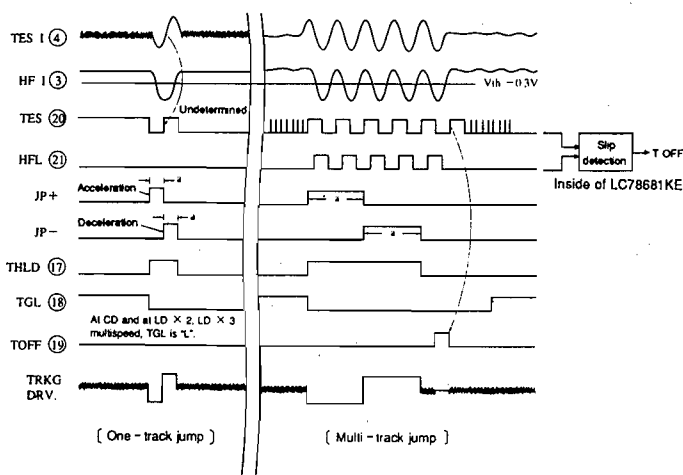 TES I ④
HF I ③
Vth = 0.3V
Undetermined
TES ⑳
HFL ㉑
Slip
detection
T OFF
Inside of LC78681KE
a
Acceleration
JP+
a
a
Deceleration
JP−
a
THLD ⑰
TGL ⑱
At CD and at LD × 2, LD × 3
multispeed, TGL is "L".
TOFF ⑲
TRKG
DRV.
[ One-track jump ]
[ Multi-track jump ]